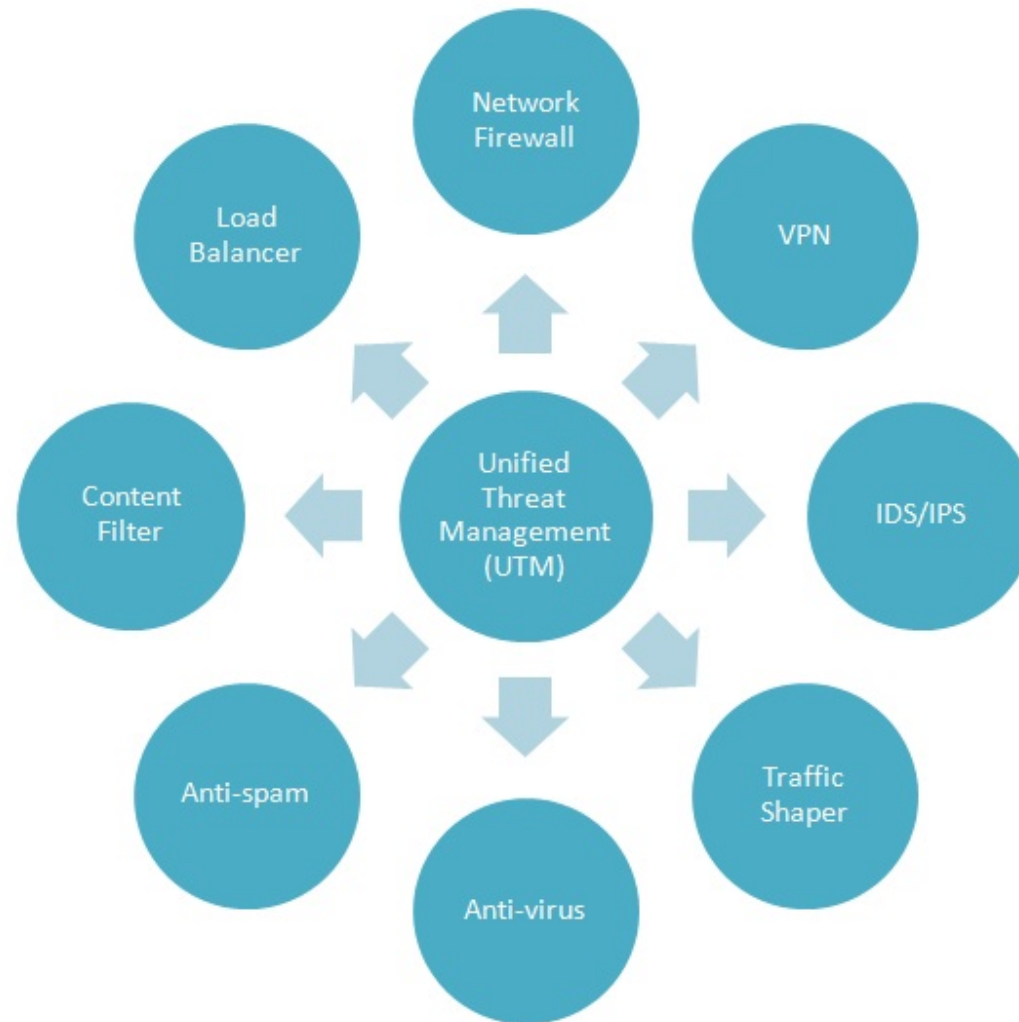 Network
Firewall
VPN
IDS/IPS
Traffic
Shaper
Anti-virus
Anti-spam
Content
Filter
Load
Balancer
Unified
Threat
Management
(UTM)